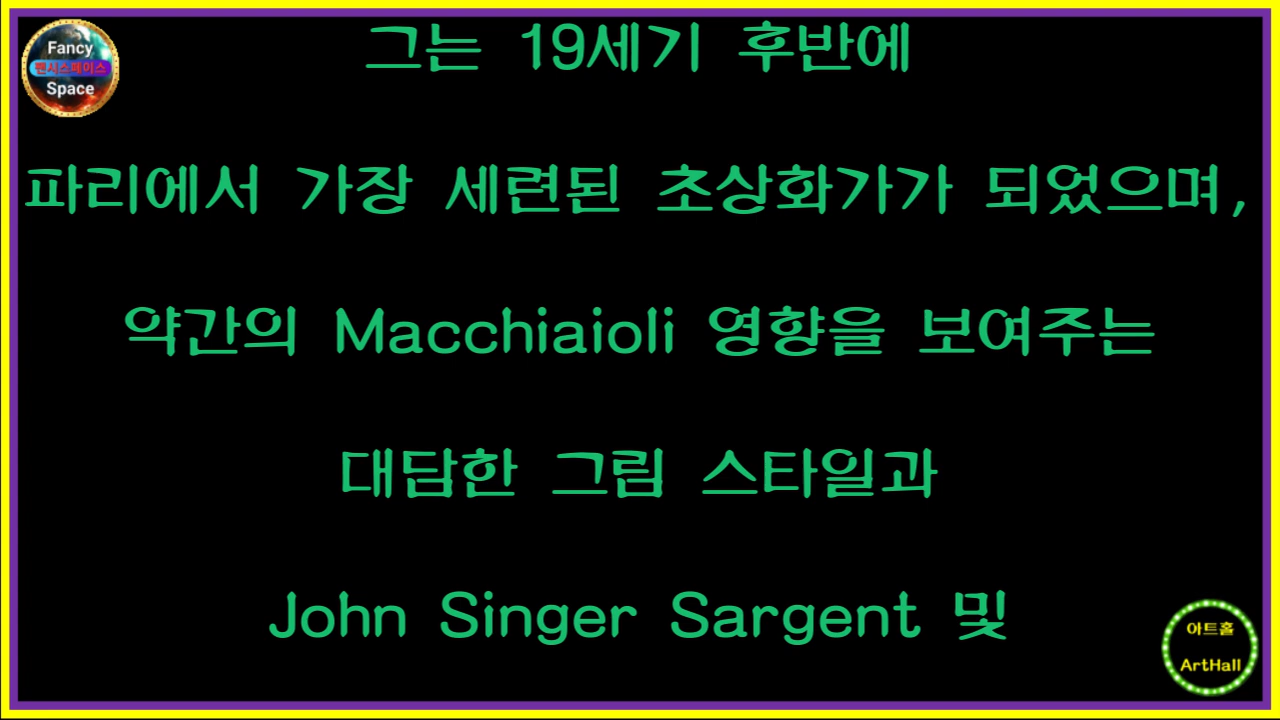 Fancy
팬시스페이스
Space
그는 19세기 후반에
파리에서 가장 세련된 초상화가가 되었으며,
약간의 Macchiaioli 영향을 보여주는
대담한 그림 스타일과
John Singer Sargent 및
아트홀
ArtHall